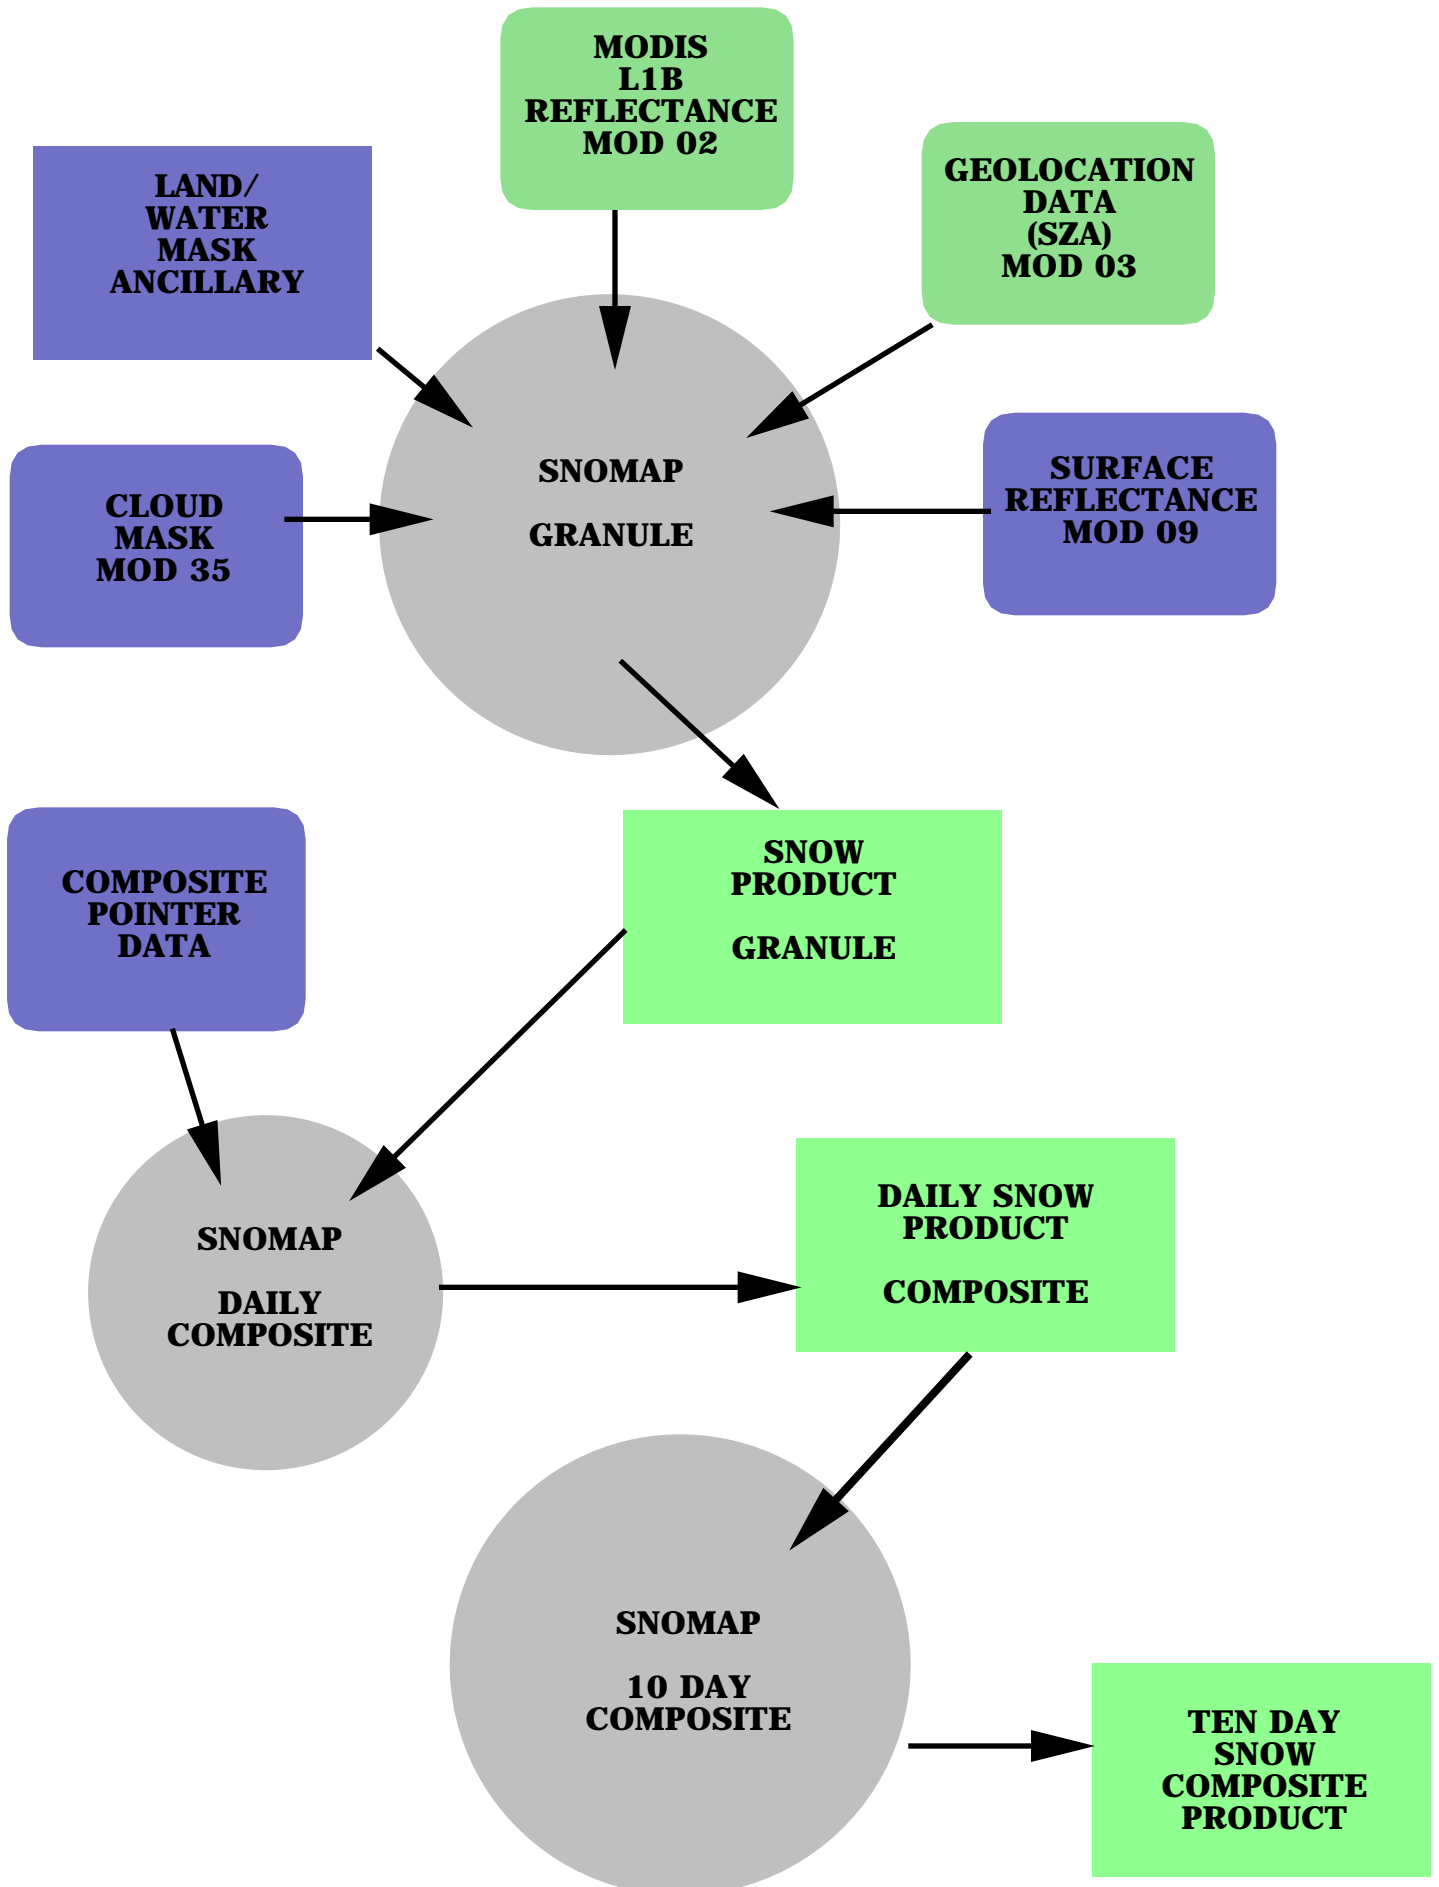 MODIS
L1B
REFLECTANCE
MOD 02
GEOLOCATION
DATA
(SZA)
MOD 03
LAND/
WATER
MASK
ANCILLARY
SURFACE
REFLECTANCE
MOD 09
SNOMAP
GRANULE
CLOUD
MASK
MOD 35
SNOW
PRODUCT
GRANULE
COMPOSITE
POINTER
DATA
DAILY SNOW
PRODUCT
COMPOSITE
SNOMAP
DAILY
COMPOSITE
SNOMAP
10 DAY
COMPOSITE
TEN DAY
SNOW
COMPOSITE
PRODUCT